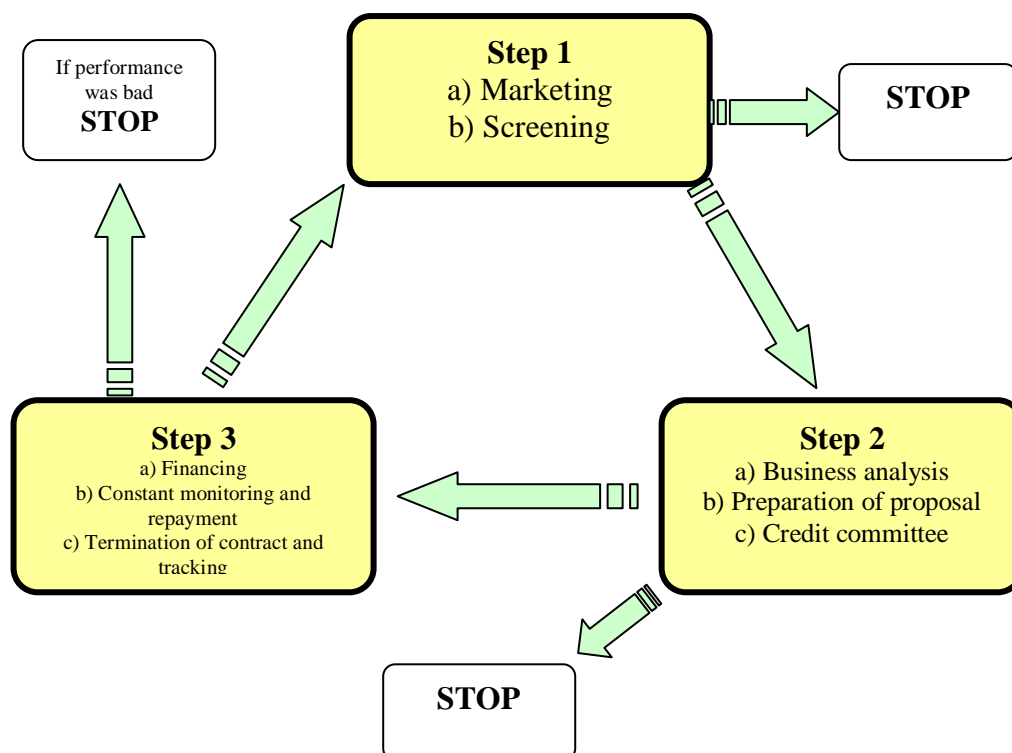 If performance
was bad
STOP
Step 1
a) Marketing
b) Screening
STOP
Step 3
a) Financing
b) Constant monitoring and
repayment
c) Termination of contract and
tracking
Step 2
a) Business analysis
b) Preparation of proposal
c) Credit committee
STOP